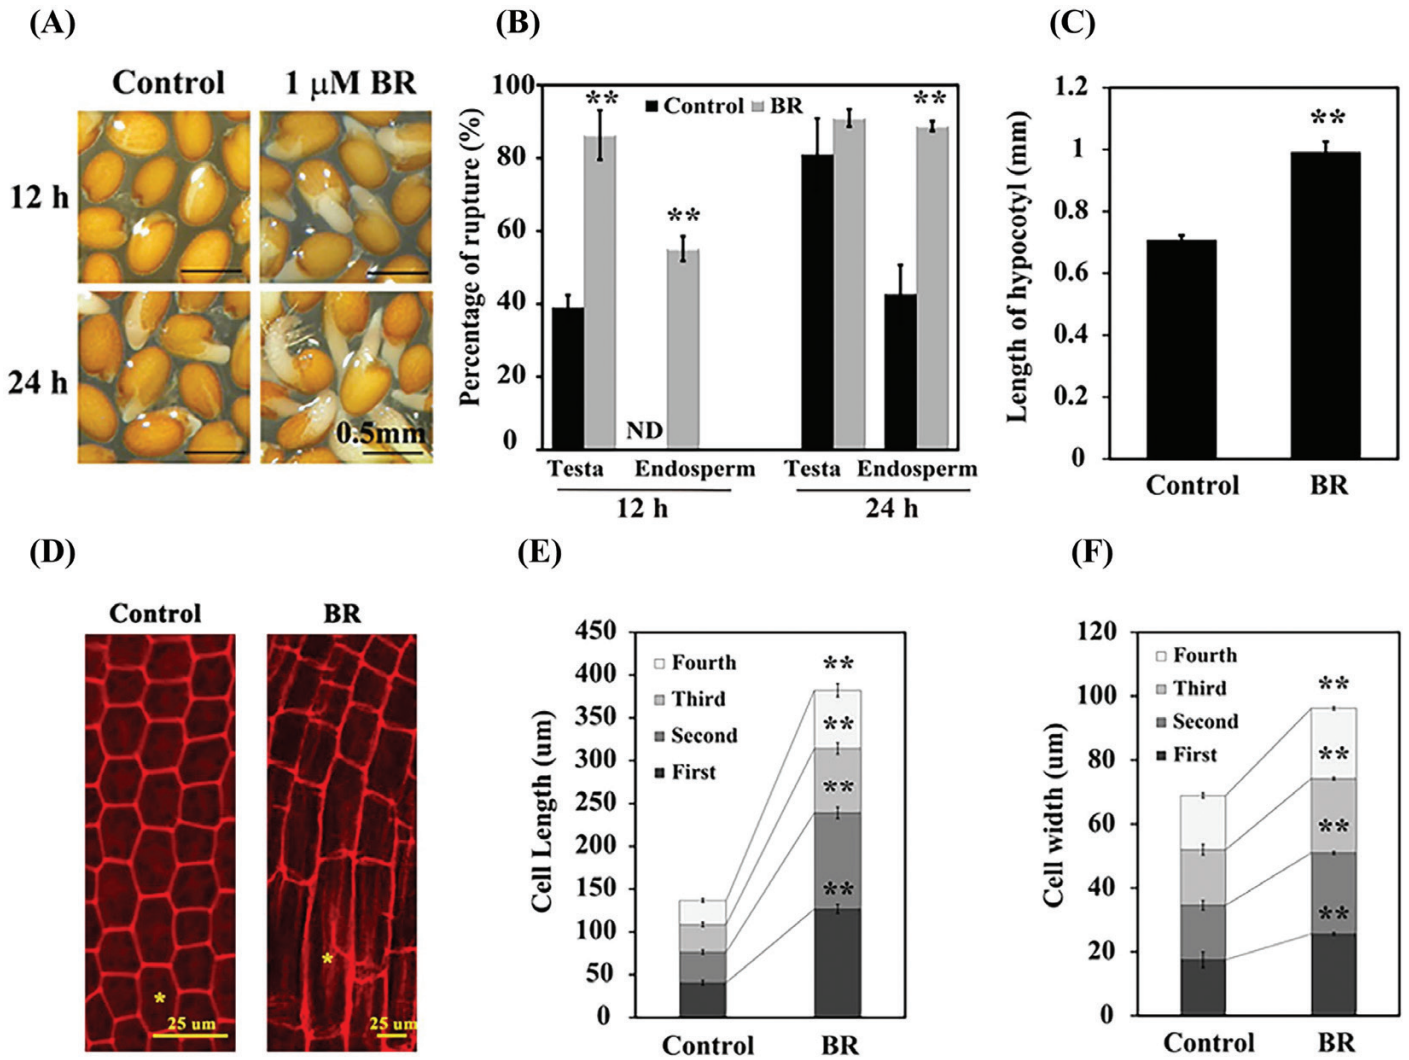 (A)
Control 1 μM BR
12 h
24 h
0.5mm
(B)
Percentage of rupture (%)
100
80
60
40
20
0
Control BR
**
**
**
ND
Testa Endosperm Testa Endosperm
12 h 24 h
(C)
Length of hypocotyl (mm)
1.2
1
0.8
0.6
0.4
0.2
0
**
Control BR
(D)
Control BR
*
*
25 um
25 um
(E)
Cell Length (um)
450
400
350
300
250
200
150
100
50
0
Fourth
Third
Second
First
**
**
**
**
Control BR
(F)
Cell width (um)
120
100
80
60
40
20
0
Fourth
Third
Second
First
**
**
**
**
Control BR